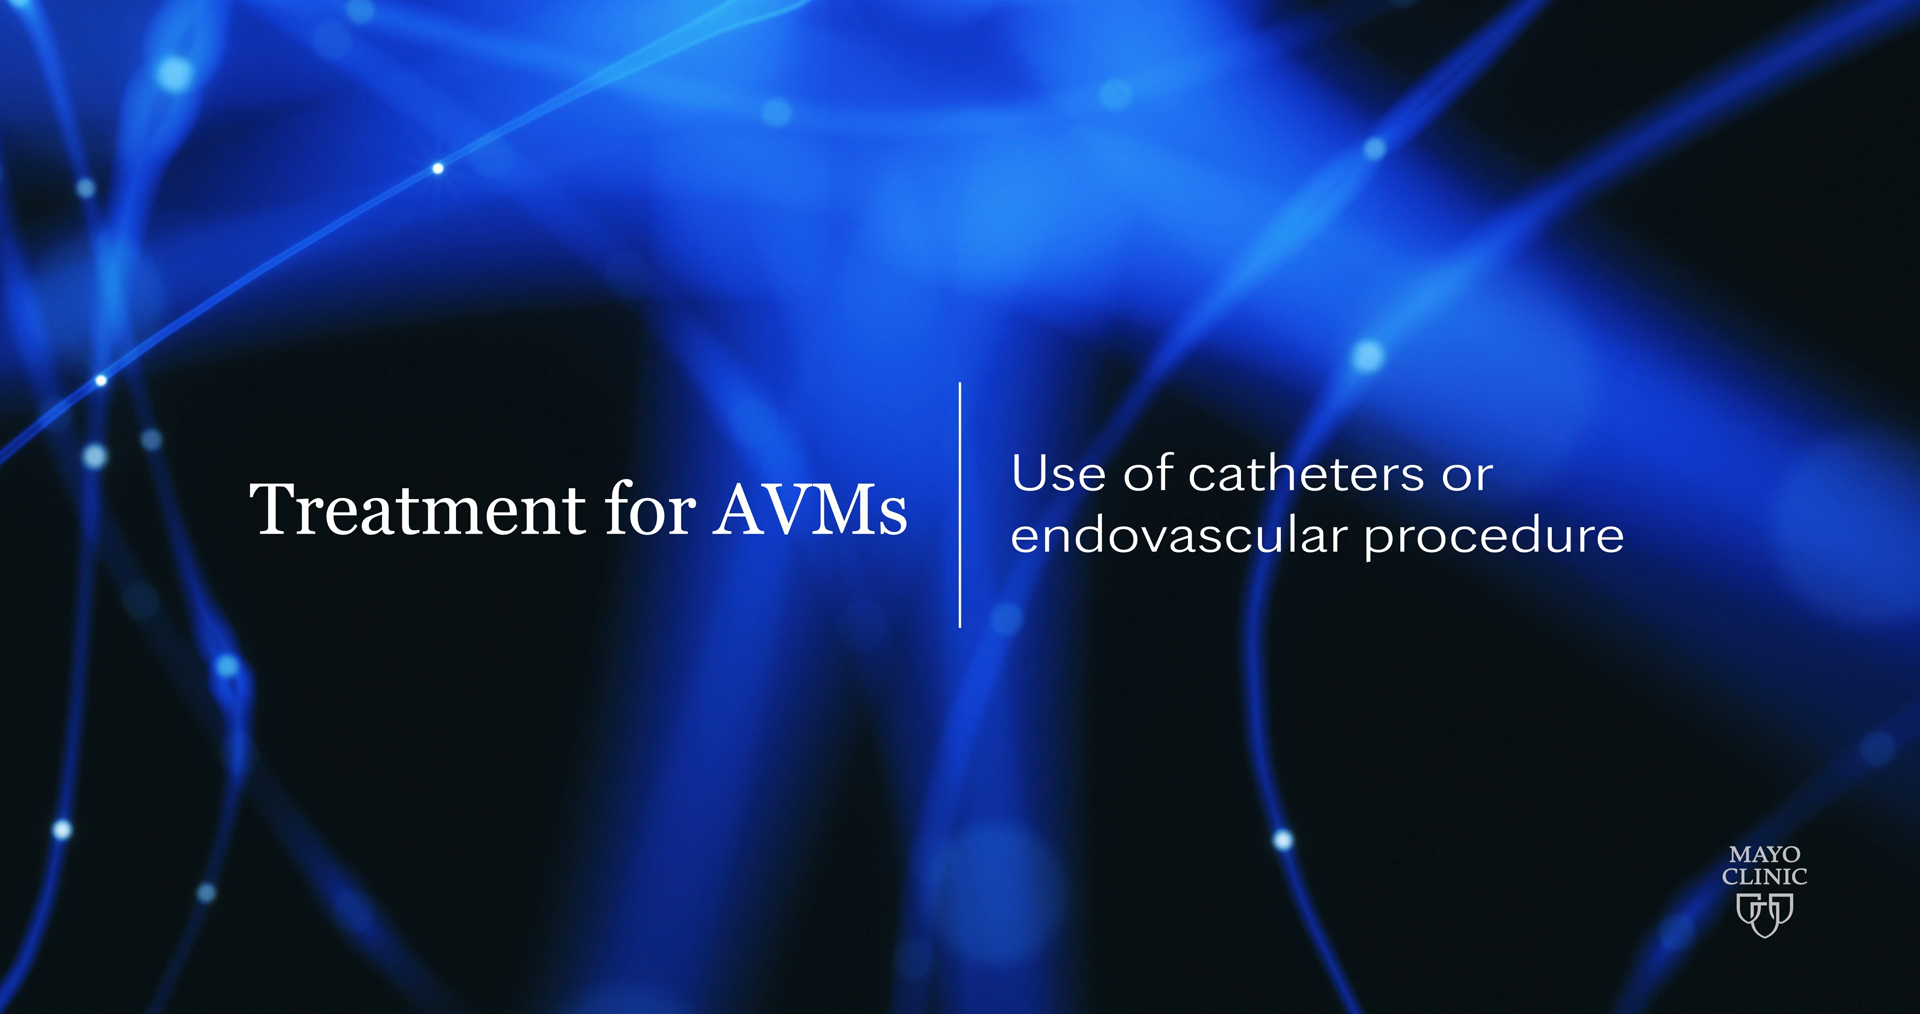 Treatment for AVMs
Use of catheters or
endovascular procedure
MAYO
CLINIC